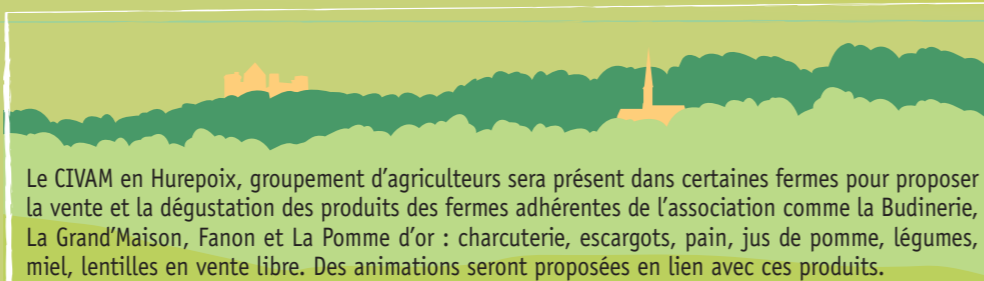 Le CIVAM en Hurepoix, groupement d’agriculteurs sera présent dans certaines fermes pour proposer
la vente et la dégustation des produits des fermes adhérentes de l’association comme la Budinerie,
La Grand’Maison, Fanon et La Pomme d’or : charcuterie, escargots, pain, jus de pomme, légumes,
miel, lentilles en vente libre. Des animations seront proposées en lien avec ces produits.